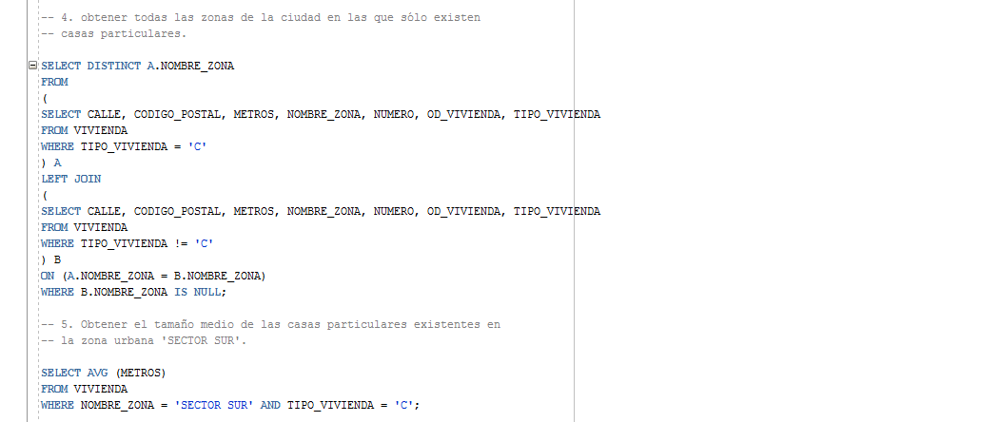 -- 4. obtener todas las zonas de la ciudad en las que sólo existen
-- casas particulares.
SELECT DISTINCT A.NOMBRE_ZONA
FROM
(
SELECT CALLE, CODIGO_POSTAL, METROS, NOMBRE_ZONA, NUMERO, OD_VIVIENDA, TIPO_VIVIENDA
FROM VIVIENDA
WHERE TIPO_VIVIENDA = 'C'
) A
LEFT JOIN
(
SELECT CALLE, CODIGO_POSTAL, METROS, NOMBRE_ZONA, NUMERO, OD_VIVIENDA, TIPO_VIVIENDA
FROM VIVIENDA
WHERE TIPO_VIVIENDA != 'C'
) B
ON (A.NOMBRE_ZONA = B.NOMBRE_ZONA)
WHERE B.NOMBRE_ZONA IS NULL;
-- 5. Obtener el tamaño medio de las casas particulares existentes en
-- la zona urbana 'SECTOR SUR'.
SELECT AVG (METROS)
FROM VIVIENDA
WHERE NOMBRE_ZONA = 'SECTOR SUR' AND TIPO_VIVIENDA = 'C';